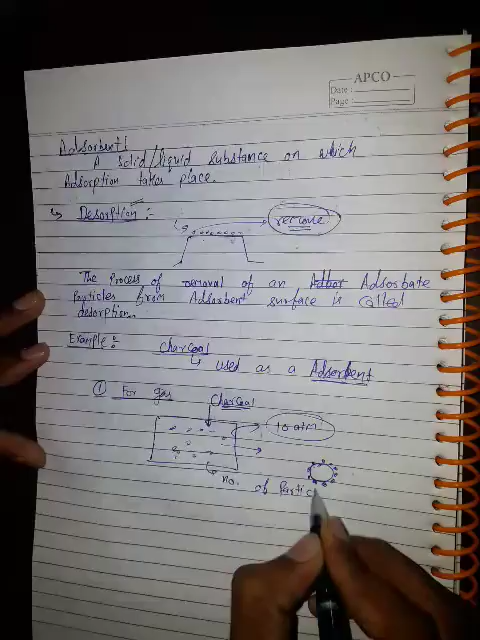 APCO
Date :
Page :
Adsorbent!
A solid/liquid substance on which
Adsorption takes place.
↳ Desorption :-
remove
The Process of removal of an Adbor Adsorbate
Particles from Adsorbent surface is Called
desorption.
Example :
Charcoal
↳ used as a Adsorbent
① For gas
Charcoal
10 atm
no. of Partic